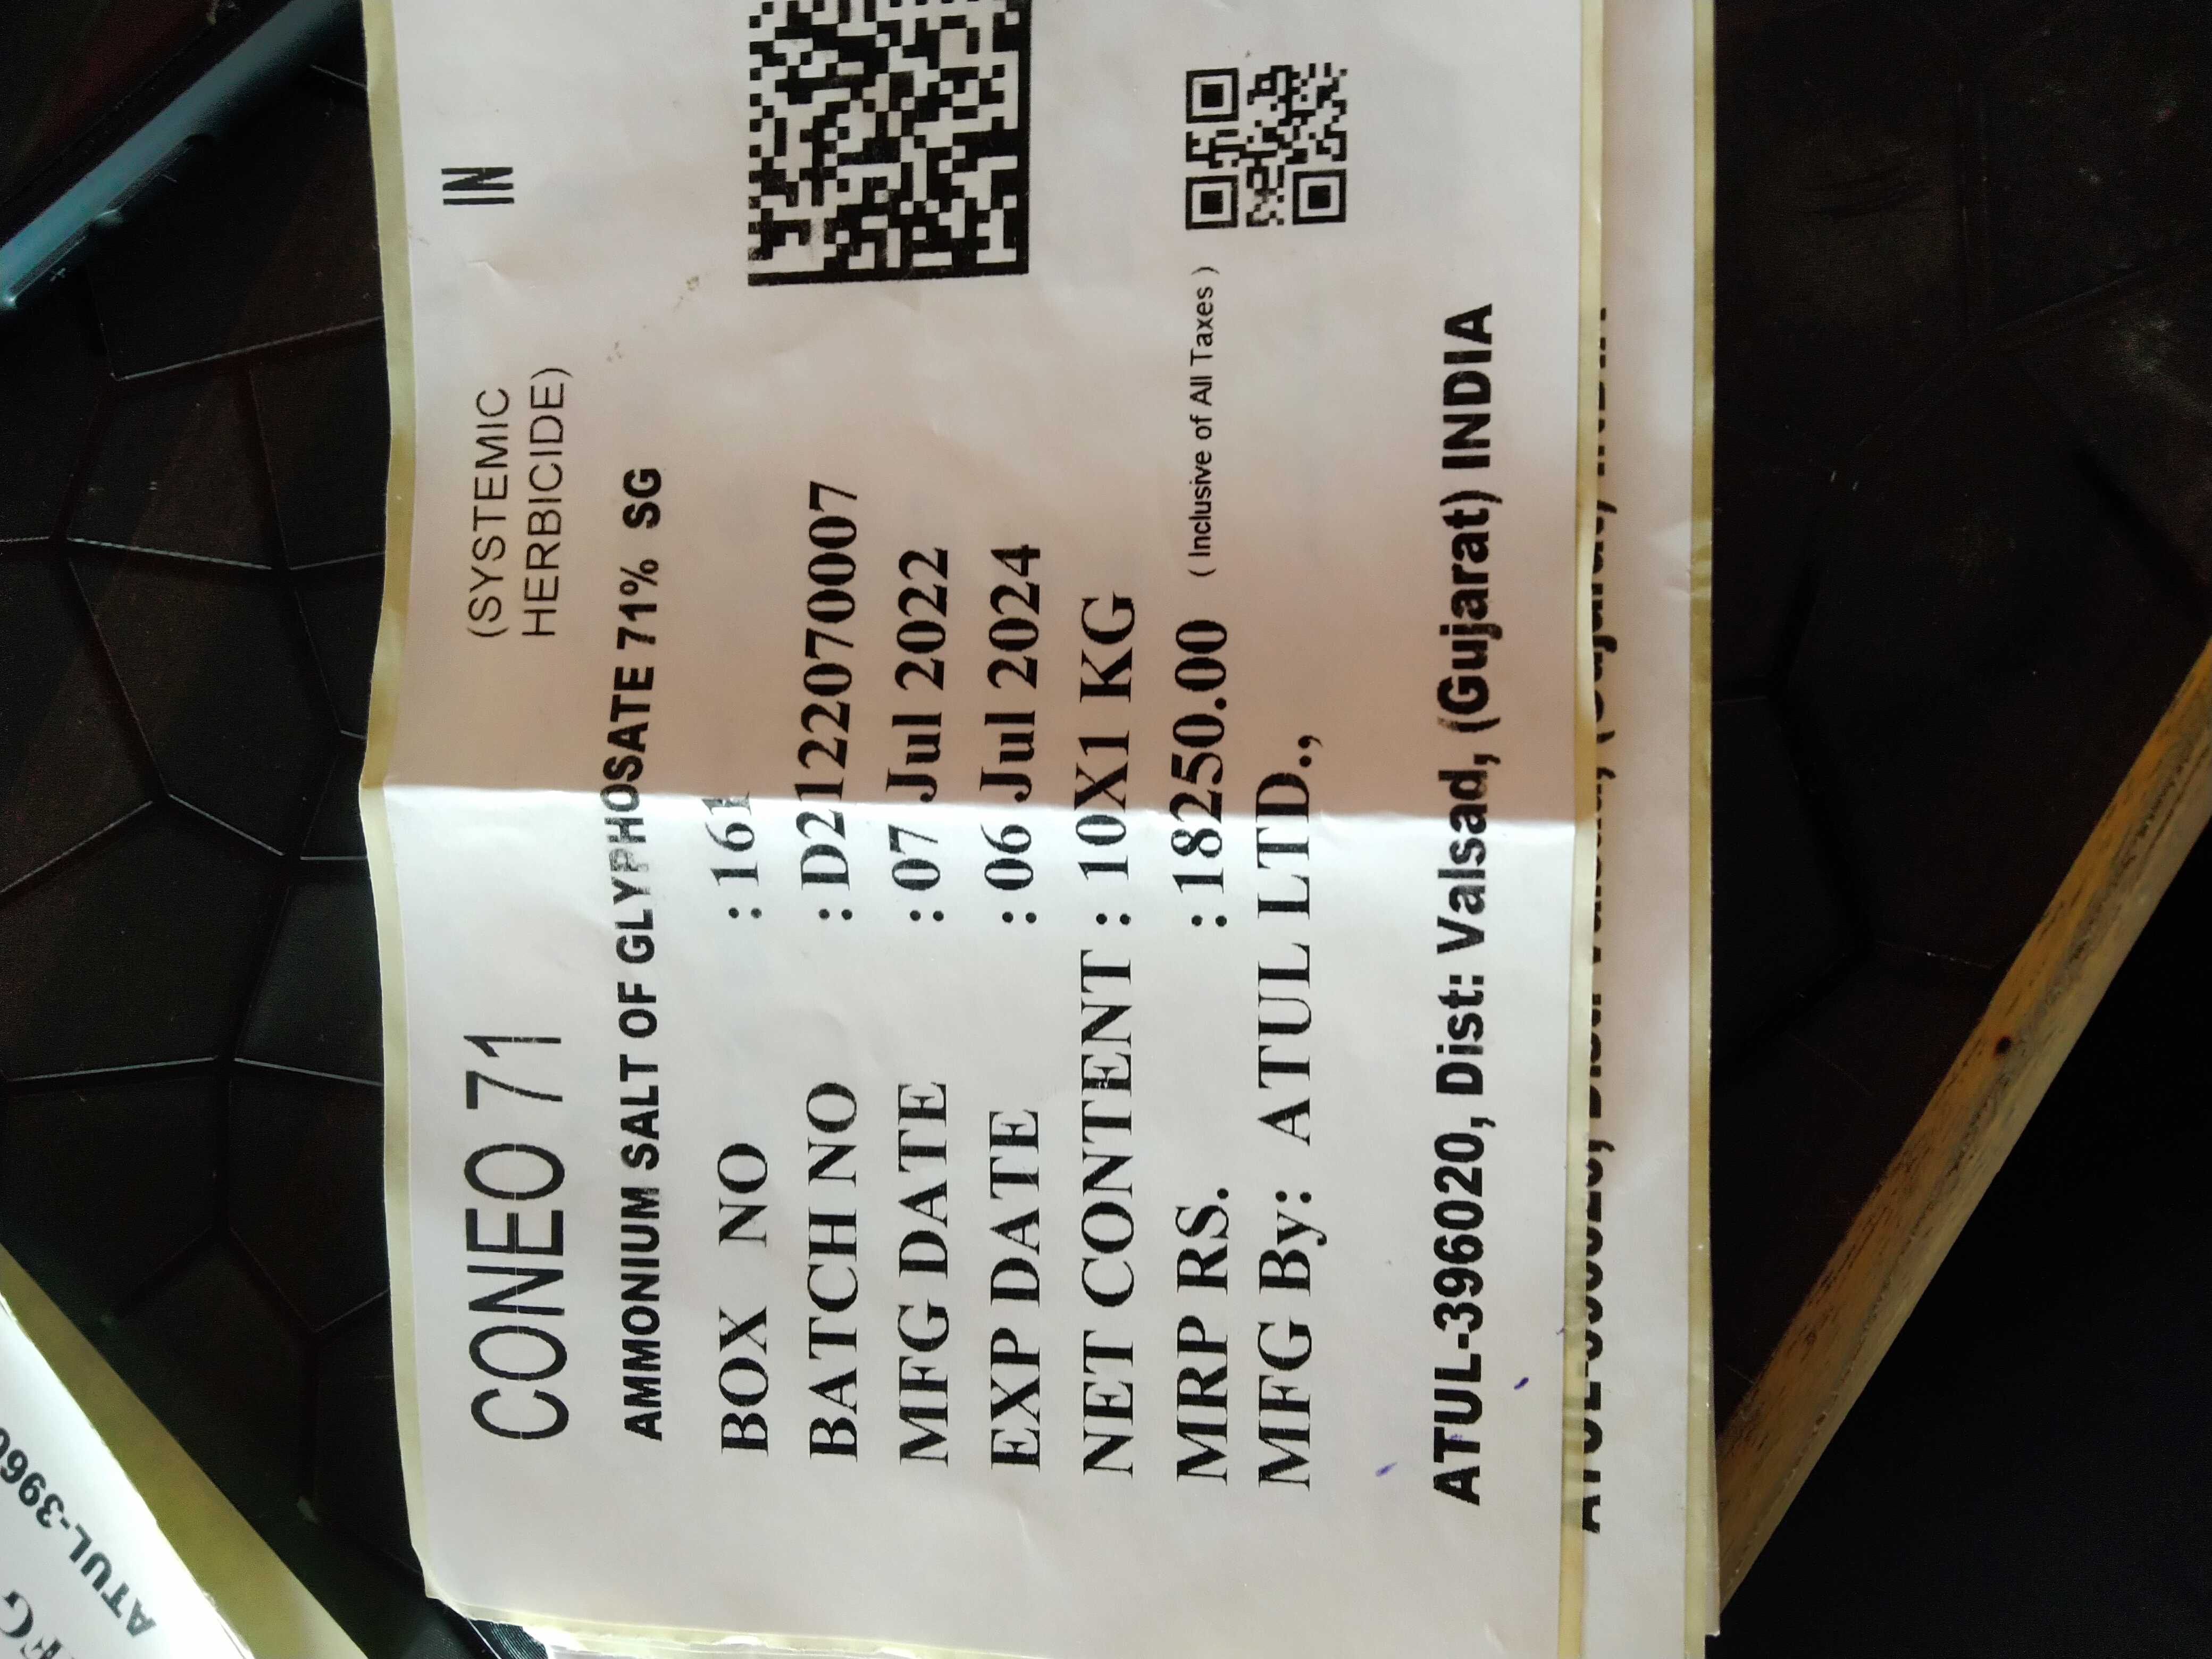 CONEO 71
(SYSTEMIC
HERBICIDE)
IN
AMMONIUM SALT OF GLYPHOSATE 71% SG
BOX NO : 161
BATCH NO : D2122070007
MFG DATE : 07 Jul 2022
EXP DATE : 06 Jul 2024
NET CONTENT : 10X1 KG
MRP RS. : 18250.00 ( Inclusive of All Taxes )
MFG By: ATUL LTD.,
ATUL-396020, Dist: Valsad, (Gujarat) INDIA